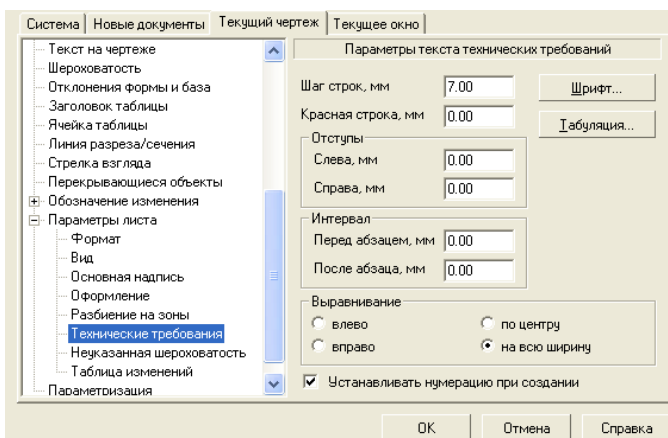 Система Новые документы Текущий чертеж Текущее окно
Текст на чертеже
Шероховатость
Отклонения формы и база
Заголовок таблицы
Ячейка таблицы
Линия разреза/сечения
Стрелка взгляда
Перекрывающиеся объекты
Обозначение изменения
Параметры листа
Формат
Вид
Основная надпись
Оформление
Разбиение на зоны
Технические требования
Неуказанная шероховатость
Таблица изменений
Параметризация
Параметры текста технических требований
Шаг строк, мм 7.00 Шрифт...
Красная строка, мм 0.00 Табуляция...
Отступы
Слева, мм 0.00
Справа, мм 0.00
Интервал
Перед абзацем, мм 0.00
После абзаца, мм 0.00
Выравнивание
влево по центру
вправо на всю ширину
Устанавливать нумерацию при создании
OK Отмена Справка